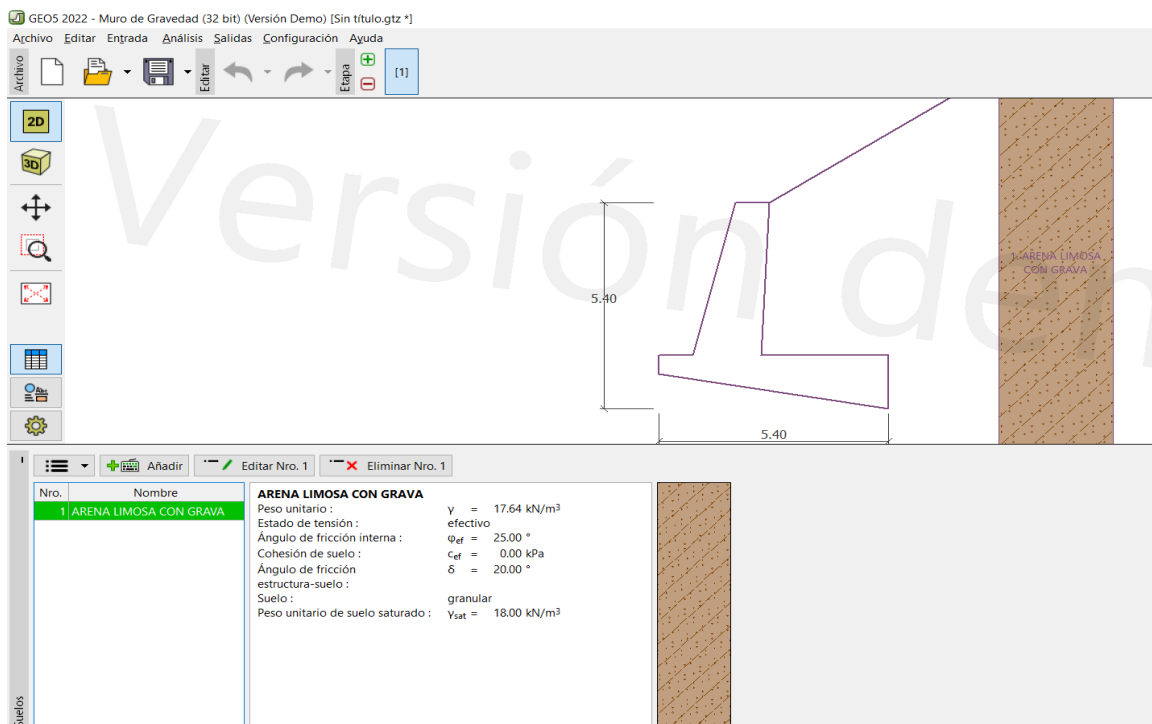 GEO5 2022 - Muro de Gravedad (32 bit) (Versión Demo) [Sin título.gtz *]
Archivo Editar Entrada Análisis Salidas Configuración Ayuda
Archivo
Editar
Etapa
[1]
2D
3D
Versión dem
5.40
5.40
1. ARENA LIMOSA
CON GRAVA
Añadir
Editar Nro. 1
Eliminar Nro. 1
Nro. Nombre
1 ARENA LIMOSA CON GRAVA
ARENA LIMOSA CON GRAVA
Peso unitario : γ = 17.64 kN/m³
Estado de tensión : efectivo
Ángulo de fricción interna : φef = 25.00 °
Cohesión de suelo : cef = 0.00 kPa
Ángulo de fricción δ = 20.00 °
estructura-suelo :
Suelo : granular
Peso unitario de suelo saturado : γsat = 18.00 kN/m³